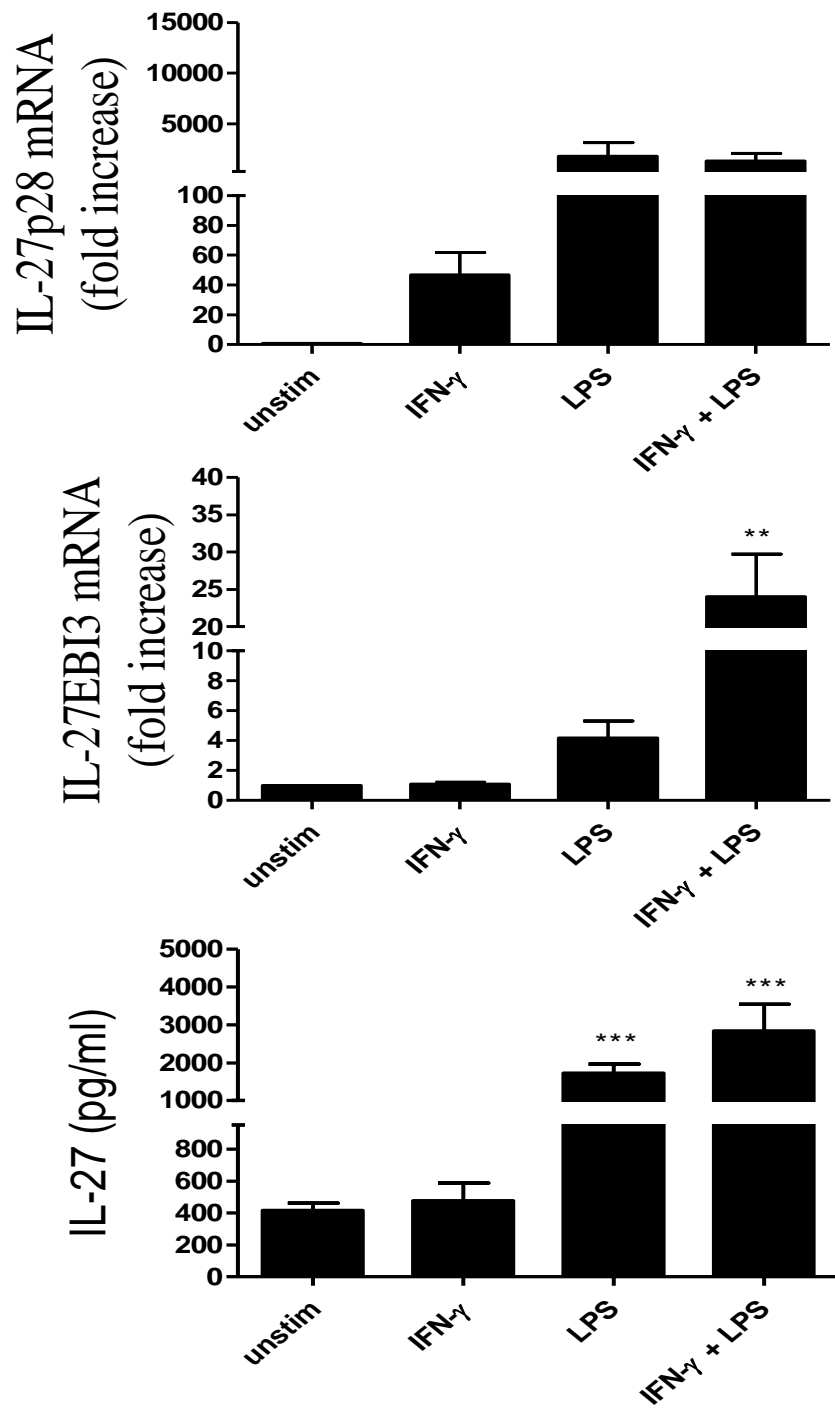 IL-27p28 mRNA
(fold increase)
15000
10000
5000
100
80
60
40
20
0
unstim
IFN-γ
LPS
IFN-γ + LPS
IL-27EBI3 mRNA
(fold increase)
40
35
30
25
20
10
8
6
4
2
0
**
unstim
IFN-γ
LPS
IFN-γ + LPS
IL-27 (pg/ml)
5000
4000
3000
2000
1000
800
600
400
200
0
***
***
unstim
IFN-γ
LPS
IFN-γ + LPS